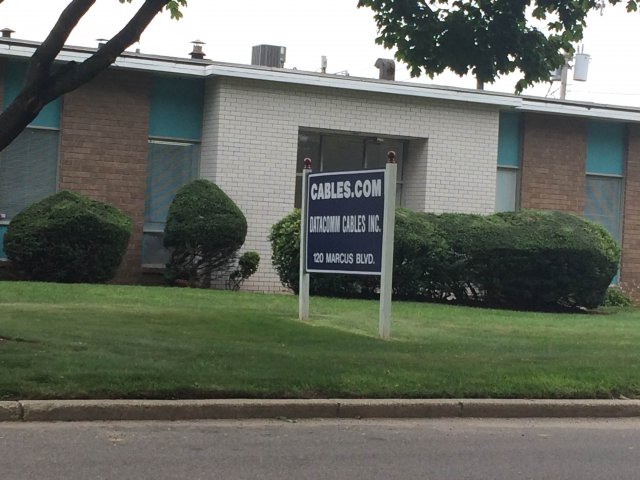 CABLES.COM
DATACOMM CABLES INC.
120 MARCUS BLVD.